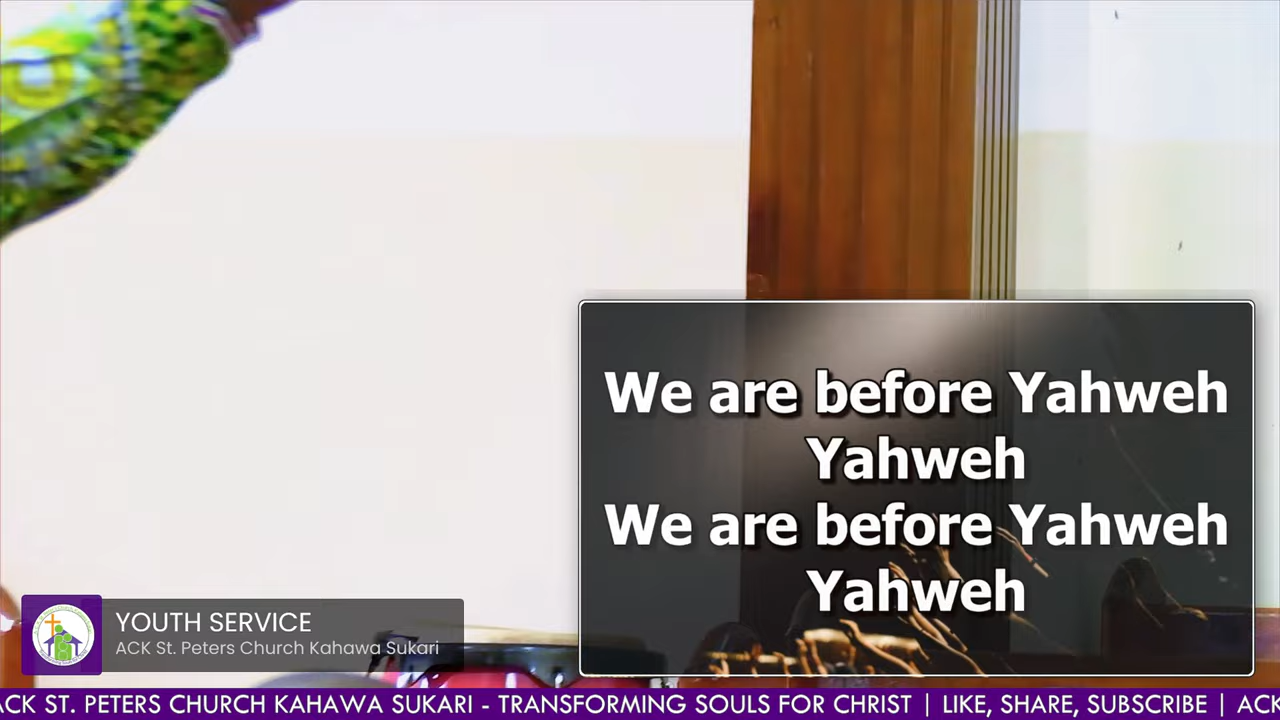 We are before Yahweh
Yahweh
We are before Yahweh
Yahweh
YOUTH SERVICE
ACK St. Peters Church Kahawa Sukari
ACK ST. PETERS CHURCH KAHAWA SUKARI - TRANSFORMING SOULS FOR CHRIST | LIKE, SHARE, SUBSCRIBE | ACK